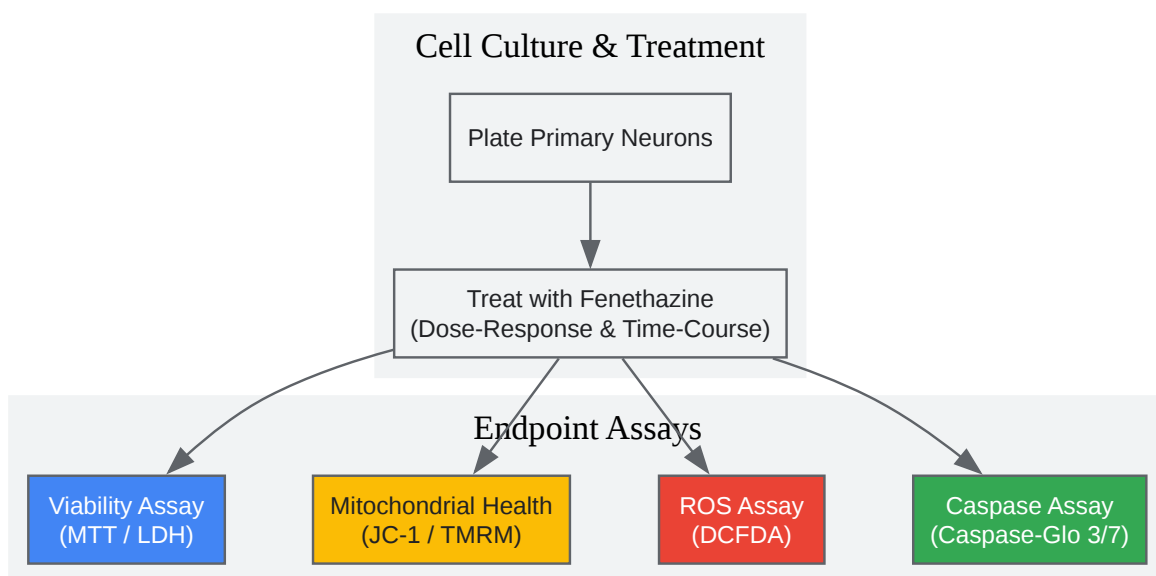 Cell Culture & Treatment
Plate Primary Neurons
Treat with Fenethazine
(Dose-Response & Time-Course)
Endpoint Assays
Viability Assay
(MTT / LDH)
Mitochondrial Health
(JC-1 / TMRM)
ROS Assay
(DCFDA)
Caspase Assay
(Caspase-Glo 3/7)